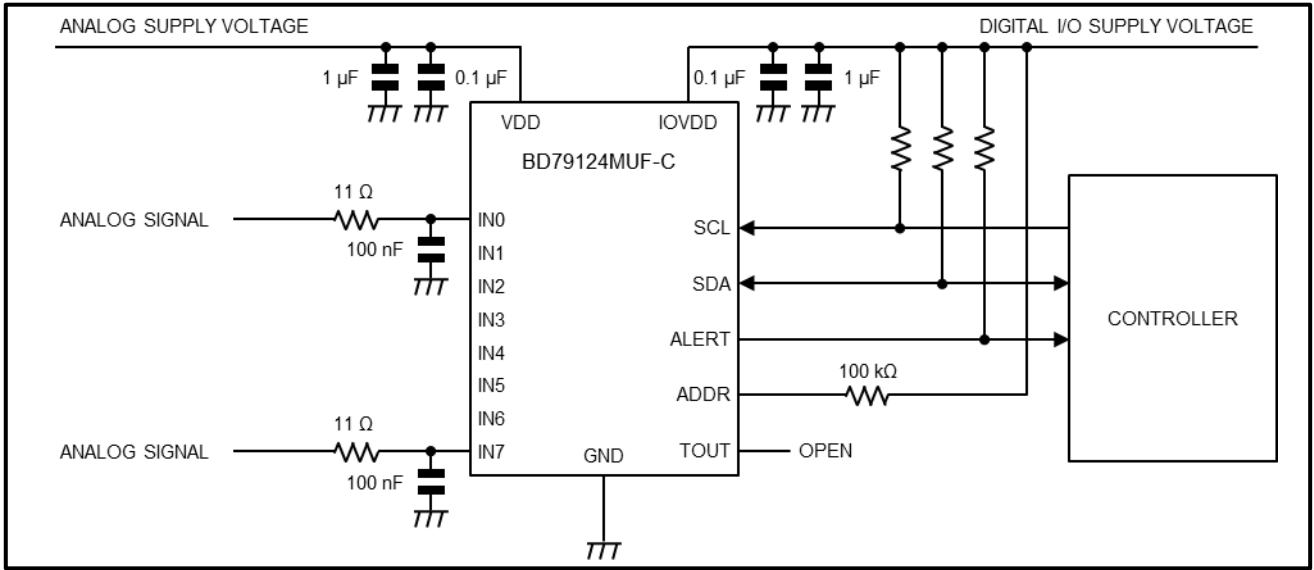 ANALOG SUPPLY VOLTAGE
DIGITAL I/O SUPPLY VOLTAGE
1 µF
0.1 µF
0.1 µF
1 µF
VDD
IOVDD
BD79124MUF-C
11 Ω
ANALOG SIGNAL
100 nF
IN0
IN1
IN2
IN3
IN4
IN5
IN6
11 Ω
ANALOG SIGNAL
100 nF
IN7
GND
SCL
SDA
ALERT
100 kΩ
ADDR
TOUT
OPEN
CONTROLLER